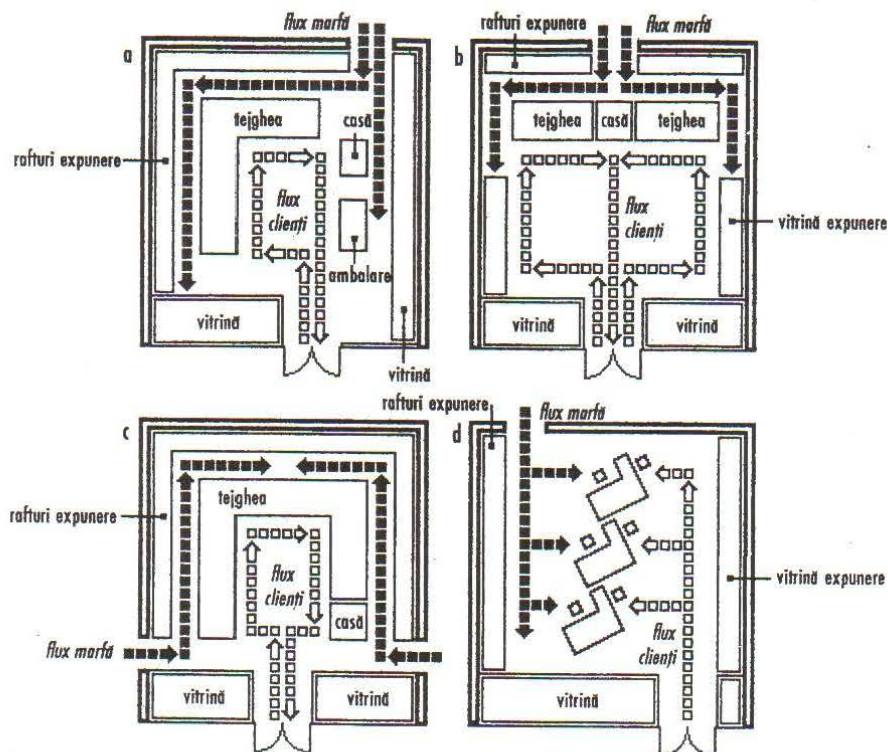 flux marfă
a
tejghea
casă
rafturi expunere
flux
clienți
ambalare
vitrină
vitrină
rafturi expunere
flux marfă
b
tejghea
casă
tejghea
flux
clienți
vitrină expunere
vitrină
vitrină
c
tejghea
rafturi expunere
flux
clienți
casă
flux marfă
vitrină
vitrină
rafturi expunere
flux marfă
d
vitrină expunere
flux
clienți
vitrină